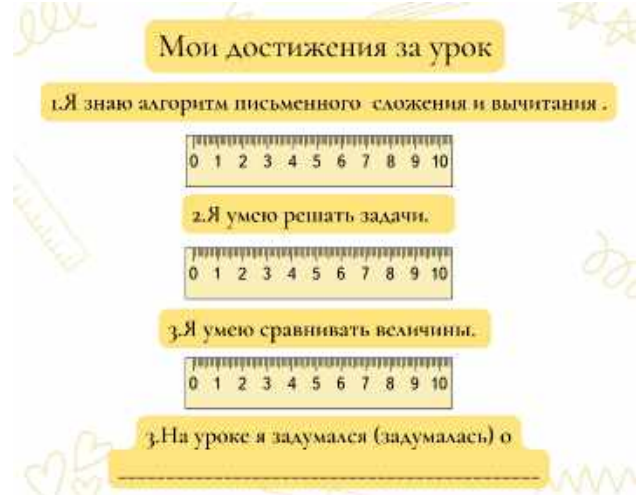 Мои достижения за урок
1.Я знаю алгоритм письменного сложения и вычитания .
0 1 2 3 4 5 6 7 8 9 10
2.Я умею решать задачи.
0 1 2 3 4 5 6 7 8 9 10
3.Я умею сравнивать величины.
0 1 2 3 4 5 6 7 8 9 10
3.На уроке я задумался (задумалась) о